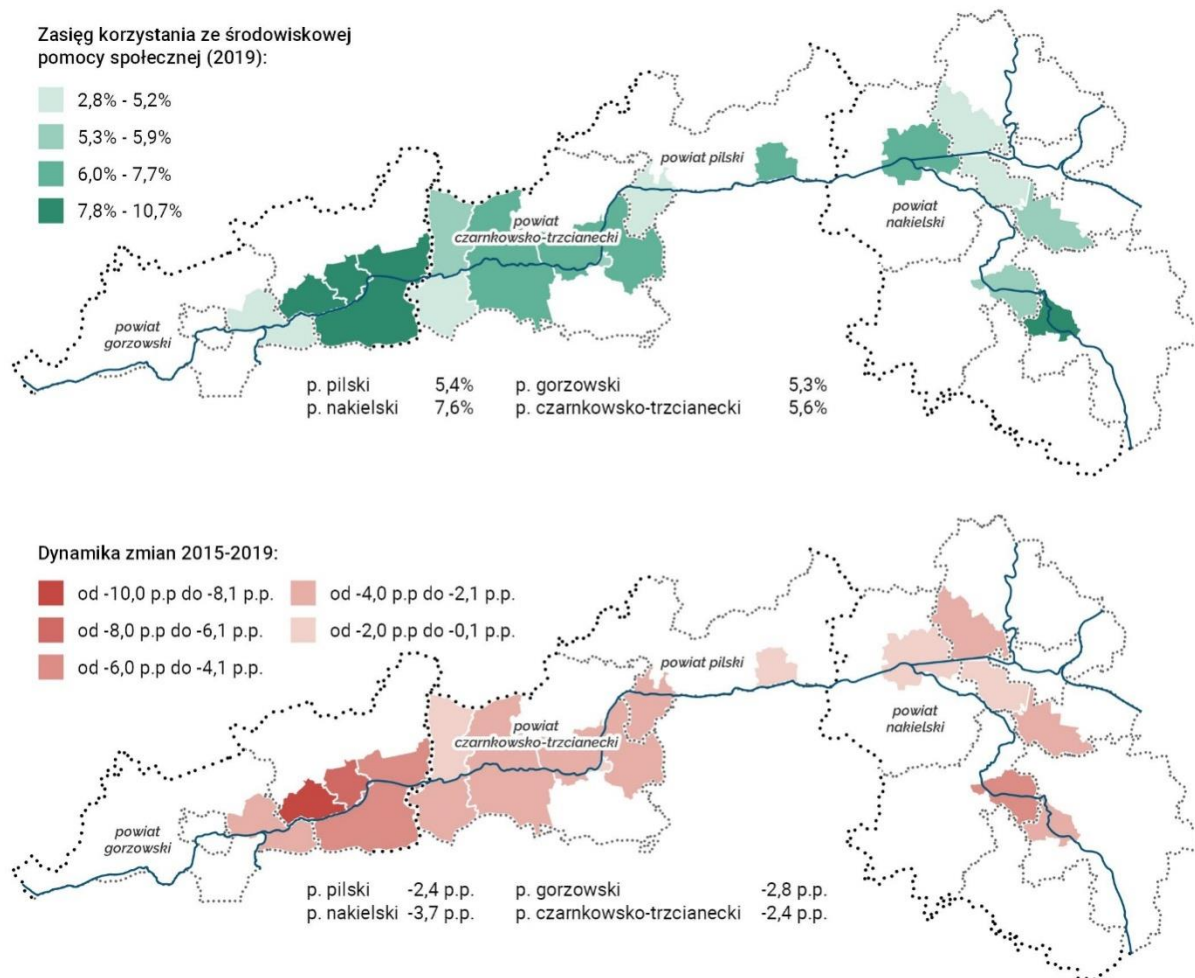 Zasięg korzystania ze środowiskowej
pomocy społecznej (2019):
2,8% - 5,2%
5,3% - 5,9%
6,0% - 7,7%
7,8% - 10,7%
powiat pilski
powiat
czarnkowsko-trzcianecki
powiat
nakielski
powiat
gorzowski
p. pilski 5,4% p. gorzowski 5,3%
p. nakielski 7,6% p. czarnkowsko-trzcianecki 5,6%
Dynamika zmian 2015-2019:
od -10,0 p.p do -8,1 p.p. od -4,0 p.p do -2,1 p.p.
od -8,0 p.p do -6,1 p.p. od -2,0 p.p do -0,1 p.p.
od -6,0 p.p do -4,1 p.p.
powiat pilski
powiat
czarnkowsko-trzcianecki
powiat
nakielski
powiat
gorzowski
p. pilski -2,4 p.p. p. gorzowski -2,8 p.p.
p. nakielski -3,7 p.p. p. czarnkowsko-trzcianecki -2,4 p.p.